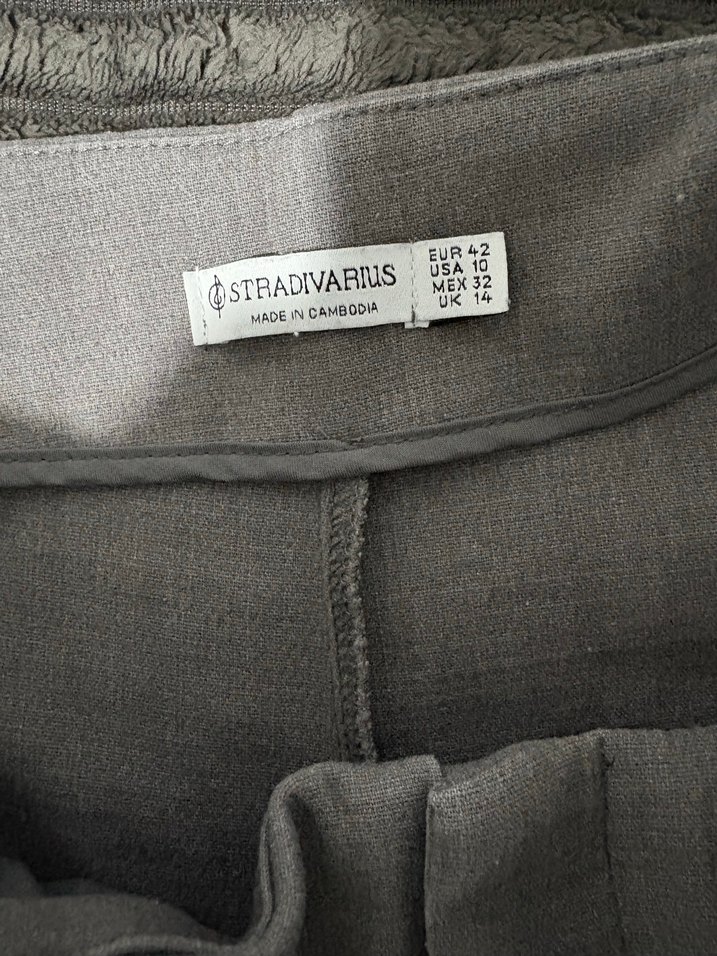 STRADIVARIUS
MADE IN CAMBODIA
EUR 42
USA 10
MEX 32
UK 14